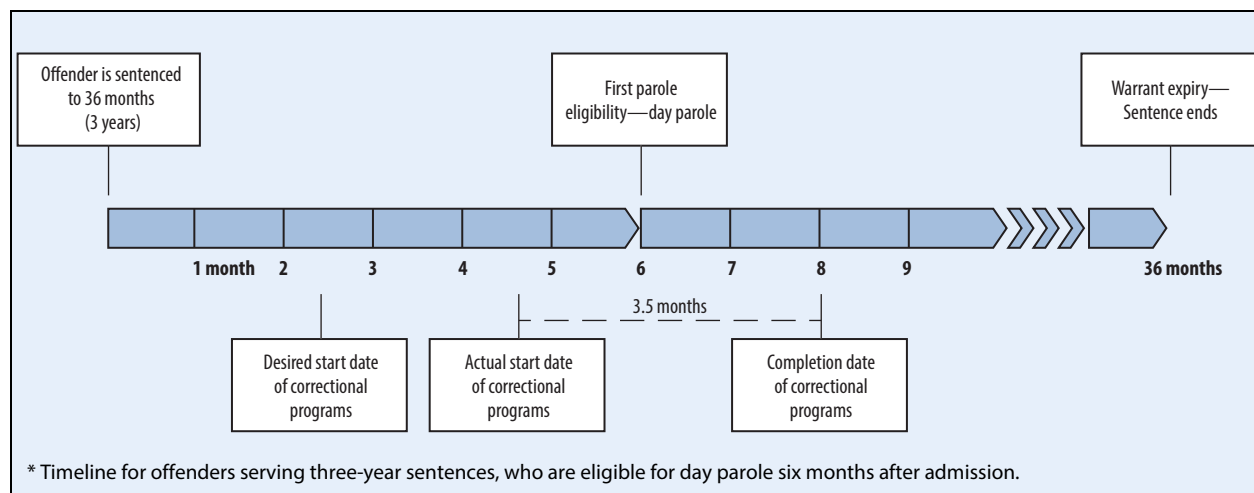 Offender is sentenced
to 36 months
(3 years)
First parole
eligibility—day parole
Warrant expiry—
Sentence ends
1 month
2
3
4
5
6
7
8
9
36 months
3.5 months
Desired start date
of correctional
programs
Actual start date
of correctional
programs
Completion date
of correctional
programs
* Timeline for offenders serving three-year sentences, who are eligible for day parole six months after admission.